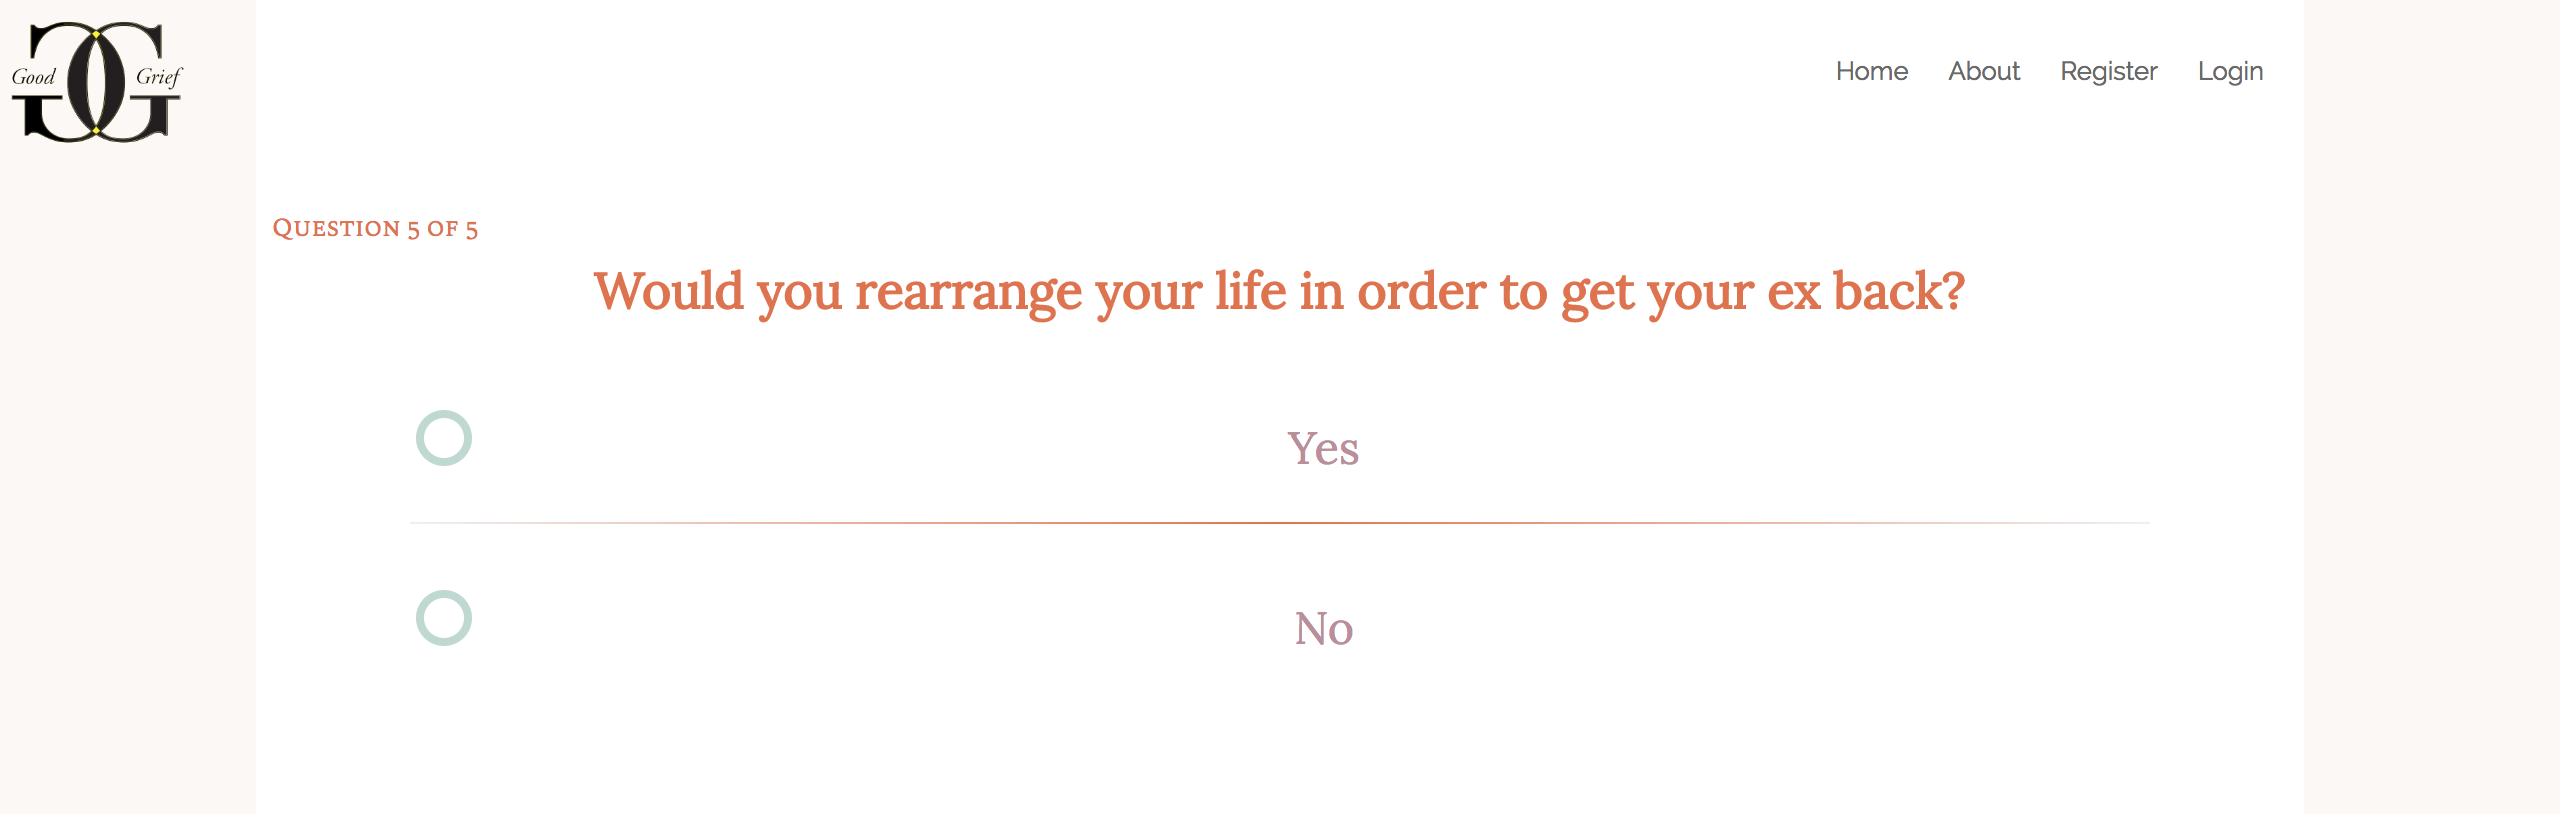 Good Grief
Home About Register Login
QUESTION 5 OF 5
Would you rearrange your life in order to get your ex back?
Yes
No